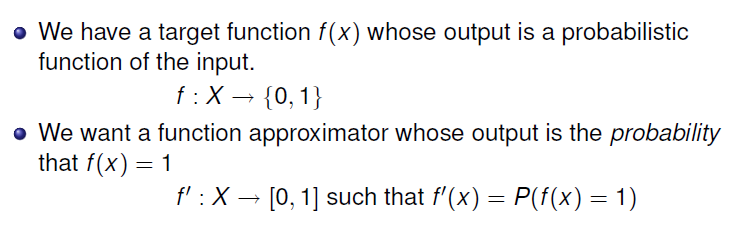 • We have a target function f(x) whose output is a probabilistic
function of the input.
f : X → {0, 1}
• We want a function approximator whose output is the probability
that f(x) = 1
f′ : X → [0, 1] such that f′(x) = P(f(x) = 1)